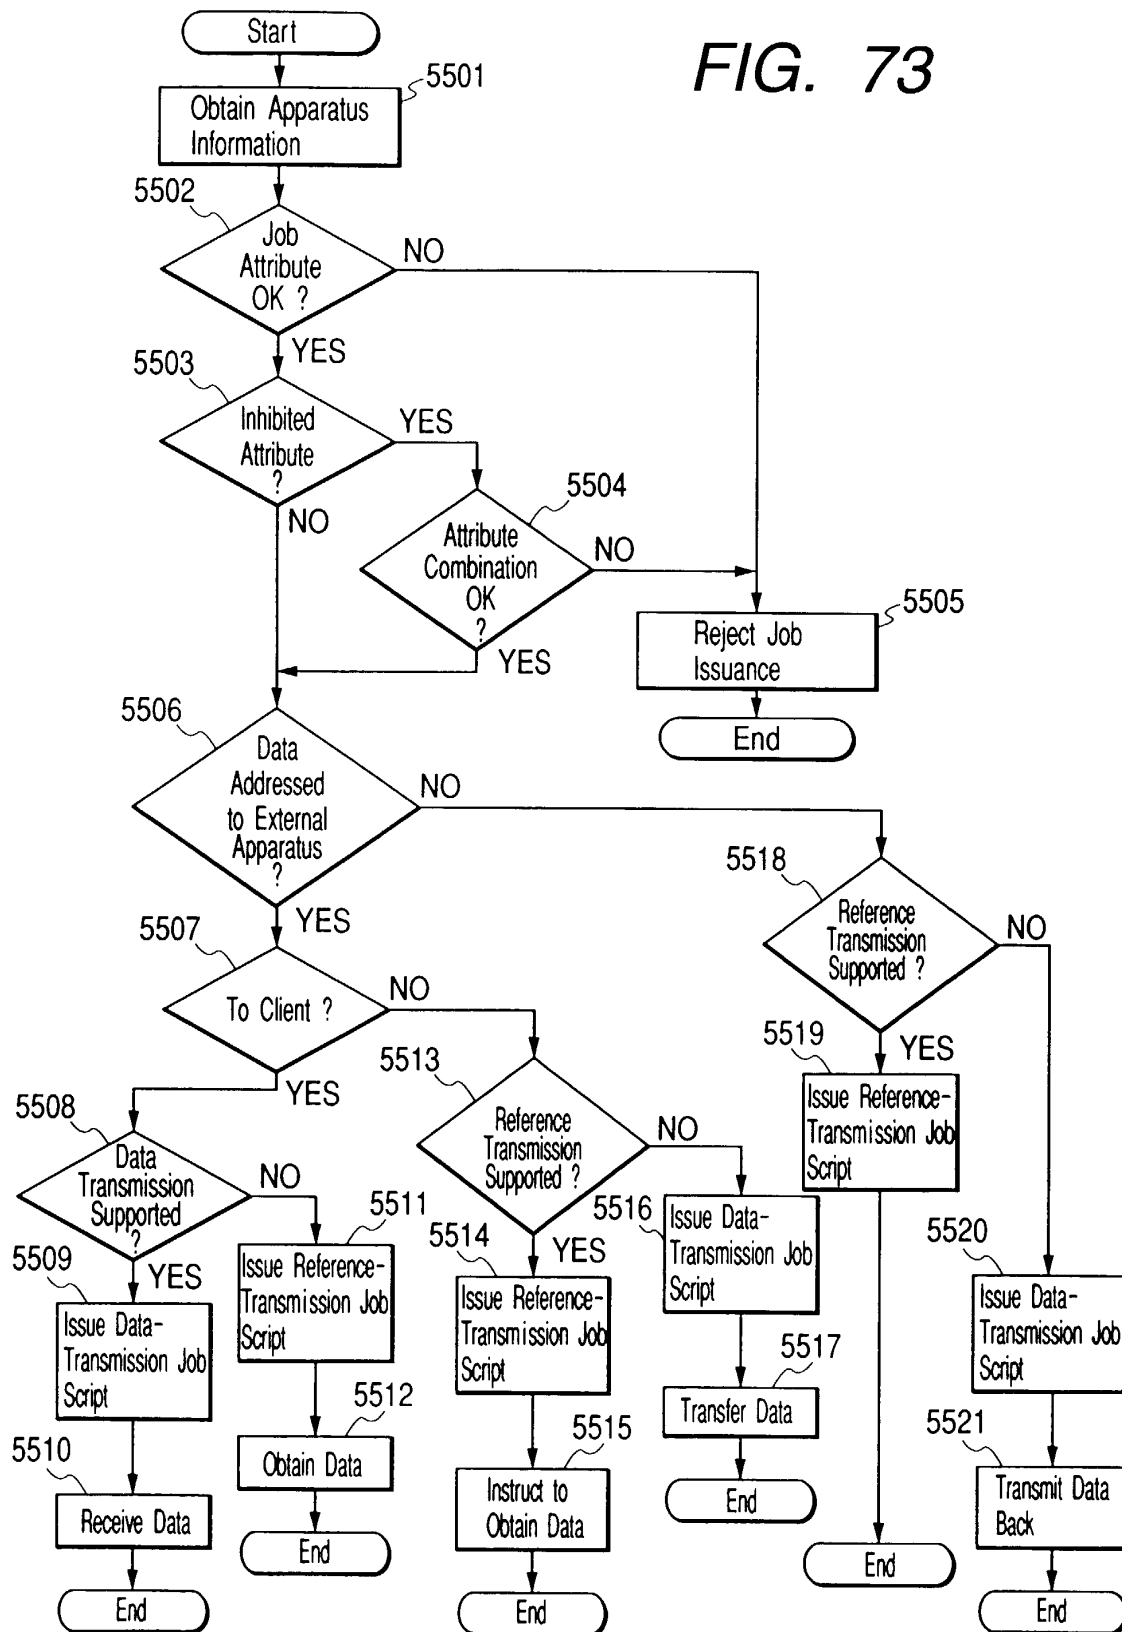 Start
FIG. 73
5501
Obtain Apparatus
Information
5502
Job
Attribute
OK ?
NO
YES
5503
Inhibited
Attribute
?
YES
NO
5504
Attribute
Combination
OK
?
NO
YES
5505
Reject Job
Issuance
End
5506
Data
Addressed
to External
Apparatus
?
NO
YES
5507
To Client ?
NO
YES
5508
Data
Transmission
Supported
?
NO
YES
5509
Issue Data-
Transmission Job
Script
5510
Receive Data
End
5511
Issue Reference-
Transmission Job
Script
5512
Obtain Data
End
5513
Reference
Transmission
Supported ?
NO
YES
5514
Issue Reference-
Transmission Job
Script
5515
Instruct to
Obtain Data
End
5516
Issue Data-
Transmission Job
Script
5517
Transfer Data
End
5518
Reference
Transmission
Supported ?
NO
YES
5519
Issue Reference-
Transmission Job
Script
End
5520
Issue Data-
Transmission Job
Script
5521
Transmit Data
Back
End